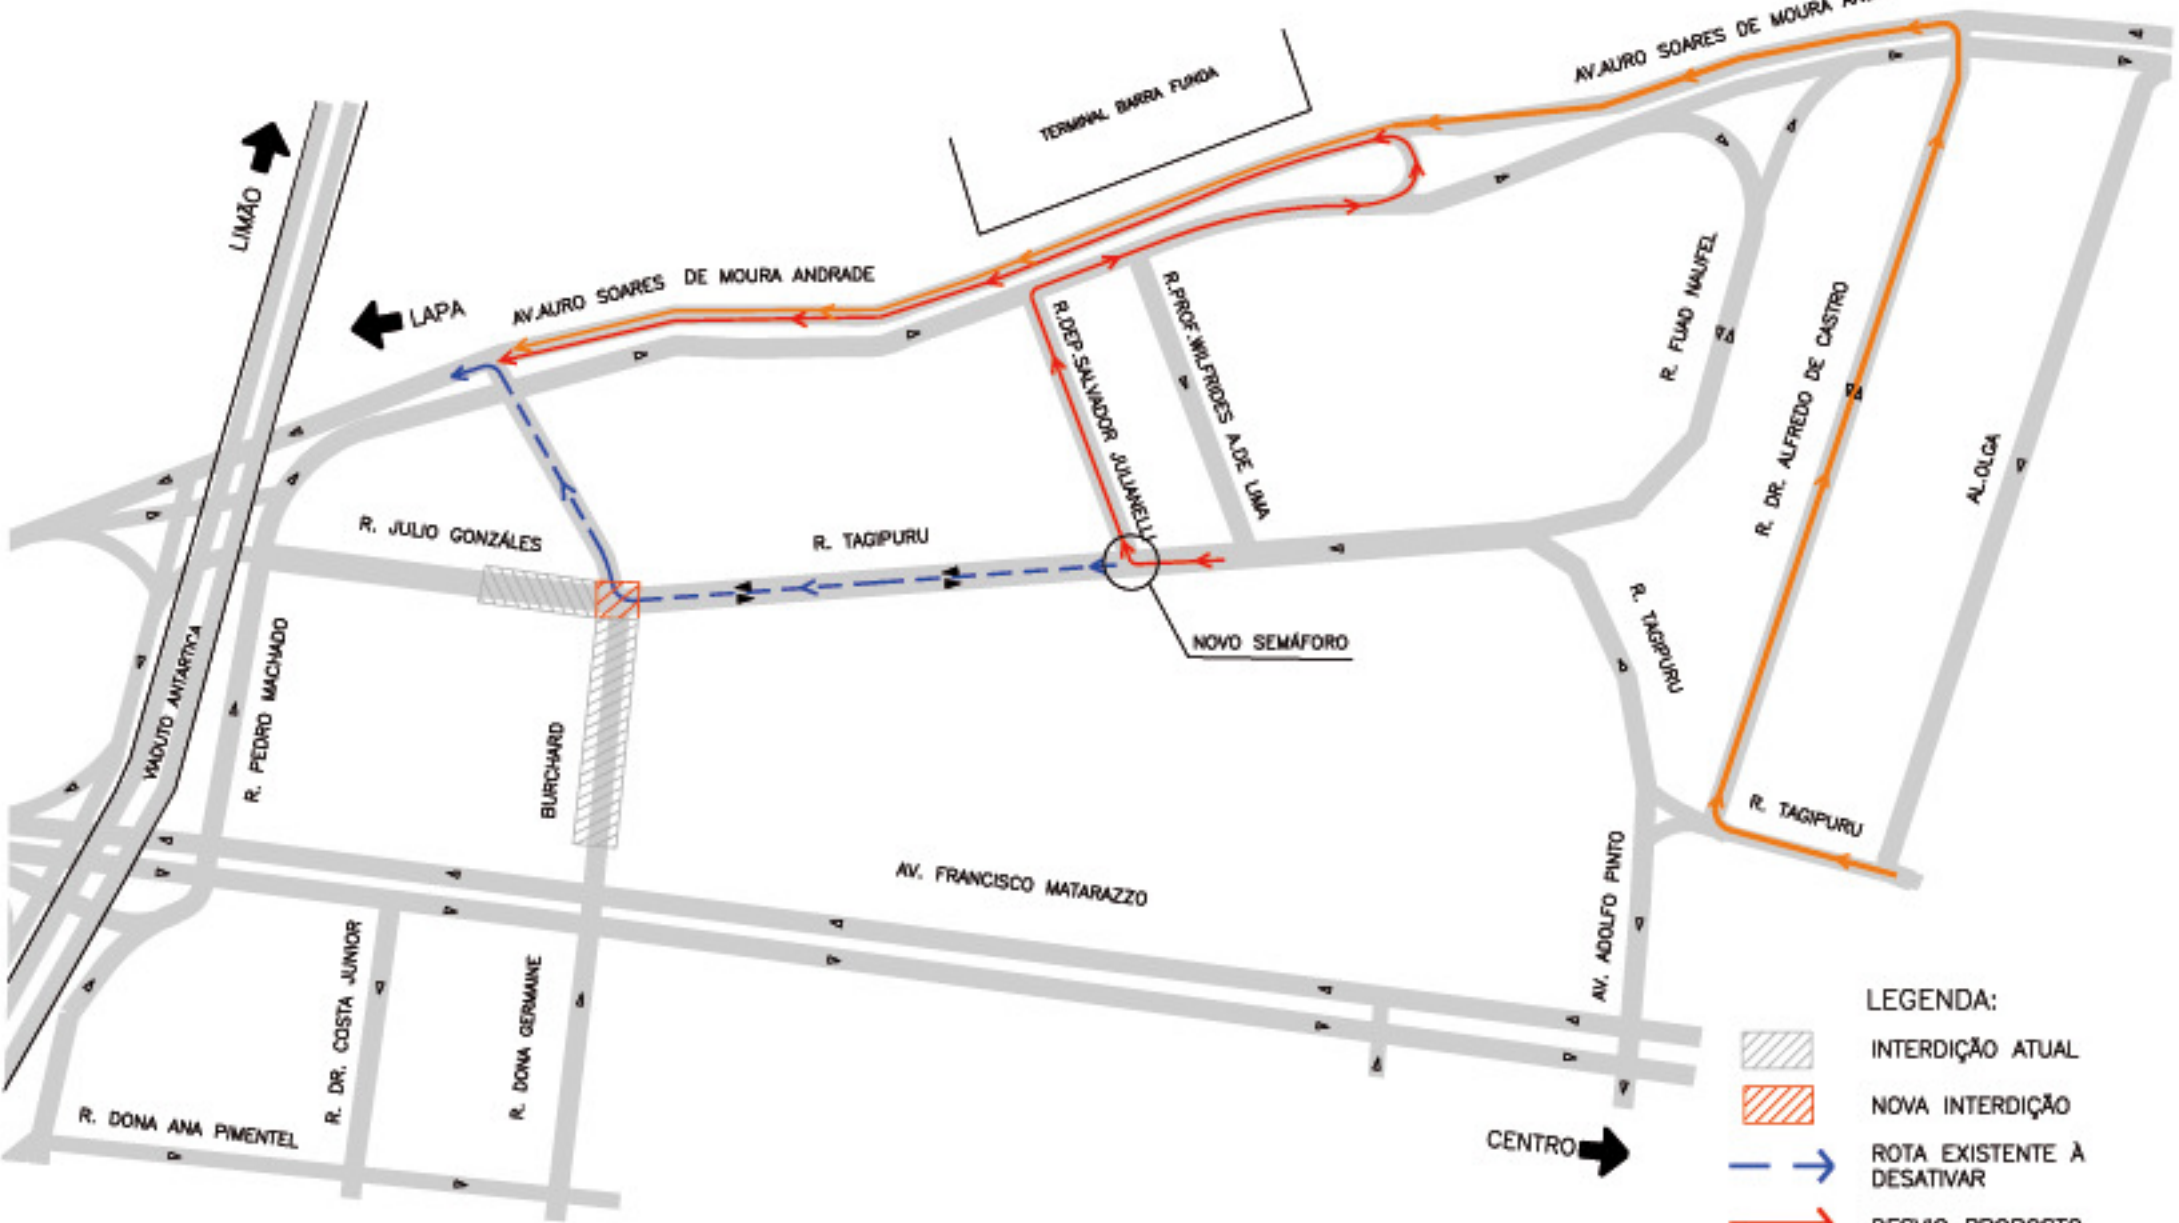 AV.AURO SOARES DE MOURA
TERMINAL BARRA FUNDA
LIMÃO
LAPA
AV.AURO SOARES DE MOURA ANDRADE
R.DEP.SALVADOR JULIANELLI
R.PROF.WILFRIDES A.DE LIMA
R. FUAD NAUFEL
R. DR. ALFREDO DE CASTRO
AL.OLGA
R. JULIO GONZÁLES
R. TAGIPURU
NOVO SEMÁFORO
R. TAGIPURU
VIADUTO ANTARTICA
R. PEDRO MACHADO
BURCHARD
R. TAGIPURU
AV. FRANCISCO MATARAZZO
AV. ADOLFO PINTO
R. DR. COSTA JUNIOR
R. DONA GERMAINE
R. DONA ANA PIMENTEL
CENTRO
LEGENDA:
INTERDIÇÃO ATUAL
NOVA INTERDIÇÃO
ROTA EXISTENTE À
DESATIVAR
DESVIO PROPOSTO